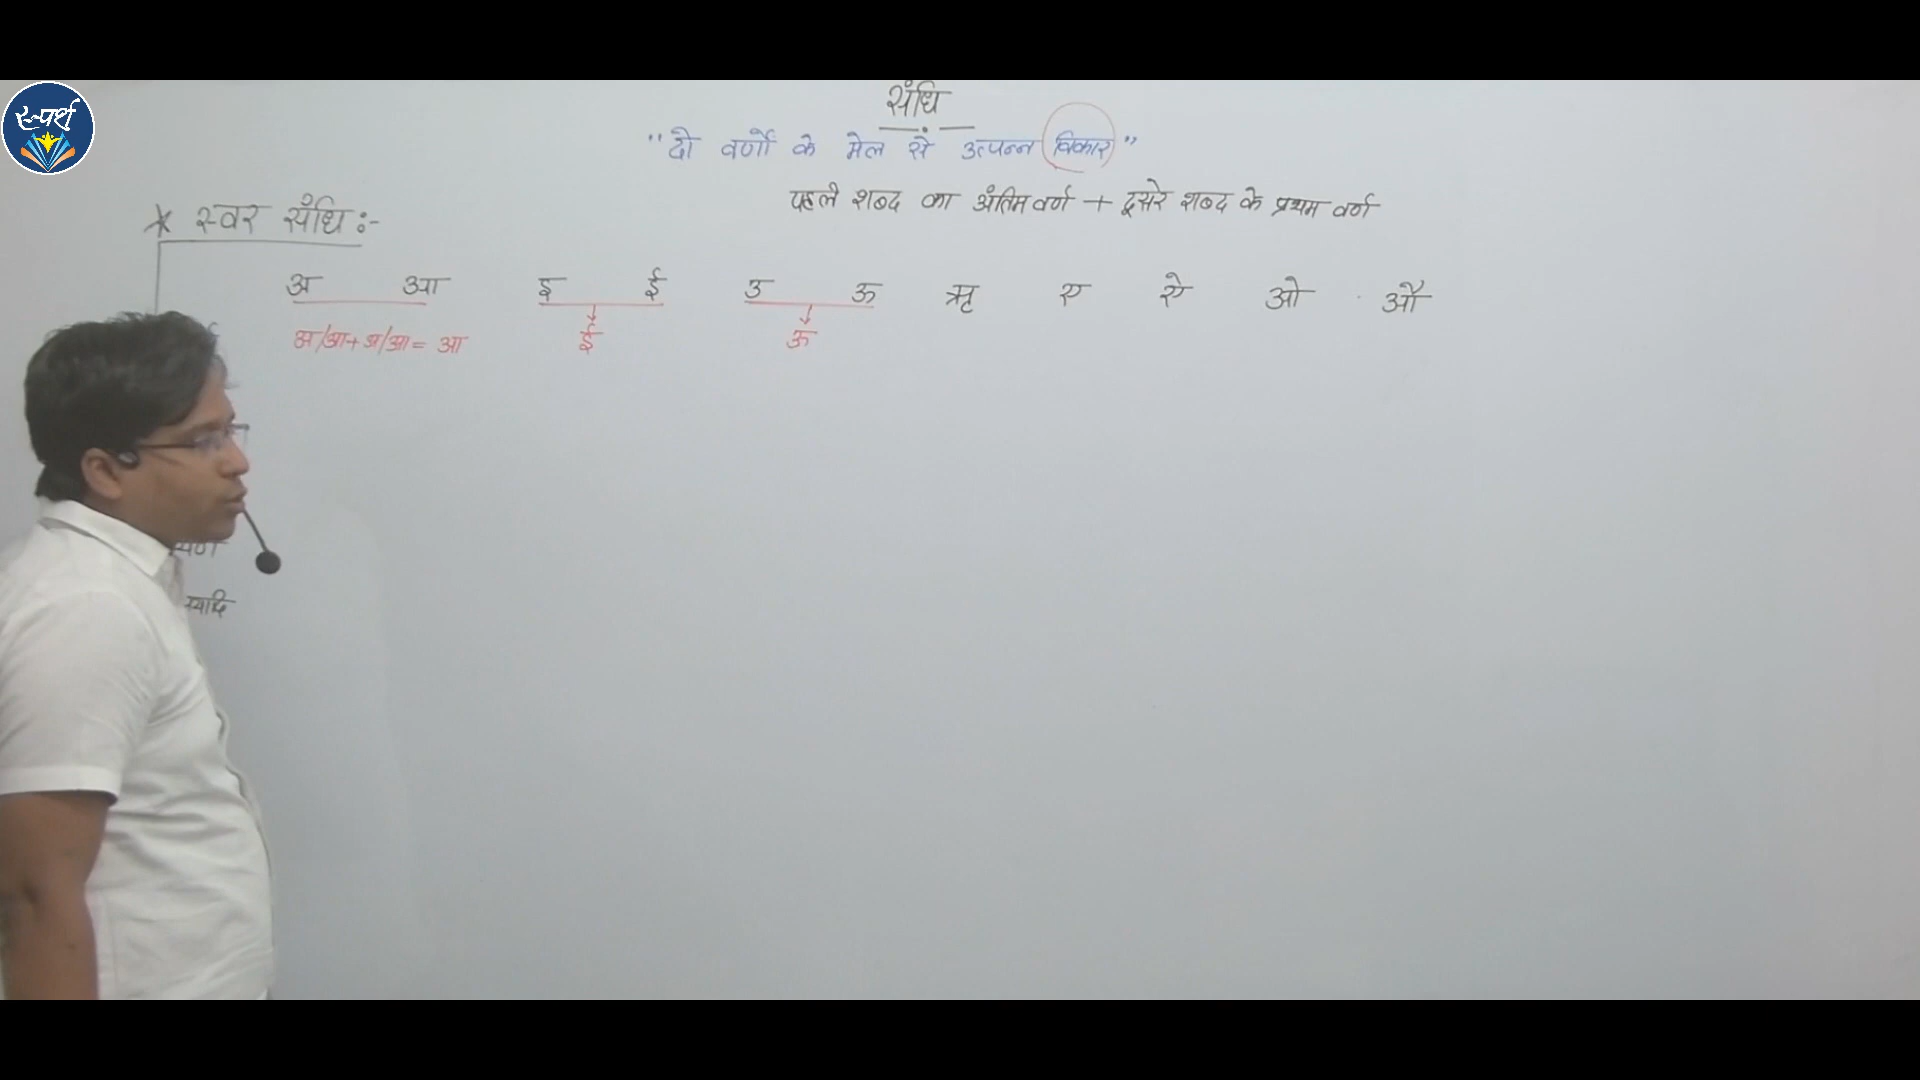 स्पर्श
संधि
"दो वर्णों के मेल से उत्पन्न विकार"
पहले शब्द का अंतिम वर्ण + दूसरे शब्द के प्रथम वर्ण
* स्वर संधि :-
अ आ इ ई उ ऊ ऋ ए ऐ ओ औ
अ/आ + अ/आ = आ ई ऊ